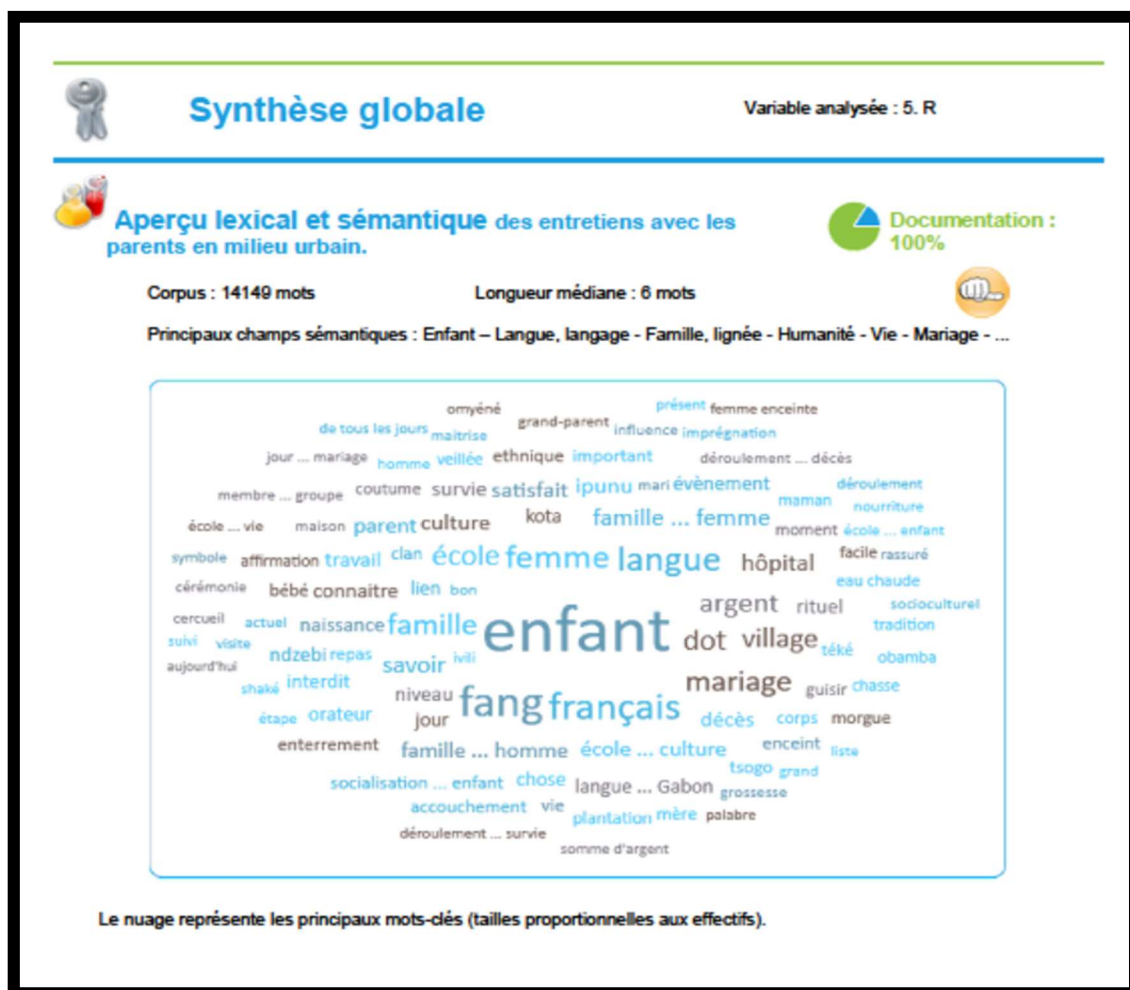 Synthèse globale
Variable analysée : 5. R
Aperçu lexical et sémantique des entretiens avec les
parents en milieu urbain.
Documentation :
100%
Corpus : 14149 mots
Longueur médiane : 6 mots
Principaux champs sémantiques : Enfant – Langue, langage - Famille, lignée - Humanité - Vie - Mariage - ...
omyéné présent femme enceinte
de tous les jours maitrise grand-parent influence imprégnation
jour ... mariage homme veillée ethnique important déroulement ... décès
membre ... groupe coutume survie satisfait ipunu mari évènement maman déroulement nourriture
école ... vie maison parent culture kota famille ... femme moment école ... enfant
symbole affirmation travail clan école femme langue hôpital facile rassuré
cérémonie bébé connaitre lien bon eau chaude
cercueil actuel naissance famille enfant argent rituel socioculturel tradition
suivi visite dot village téké
aujourd'hui ndzebi repas savoir ivili obamba
shaké interdit niveau mariage guisir chasse
étape orateur jour fang français décès corps morgue
enterrement famille ... homme école ... culture enceint liste
socialisation ... enfant chose langue ... Gabon tsogo grand grossesse
accouchement vie plantation mère palabre
déroulement ... survie
somme d'argent
Le nuage représente les principaux mots-clés (tailles proportionnelles aux effectifs).